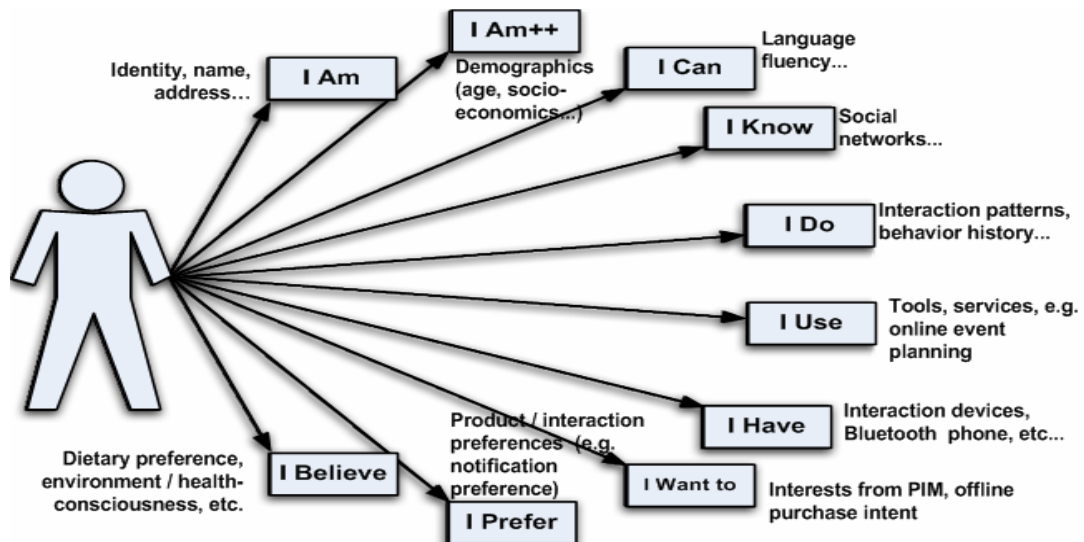 I Am++
Demographics
(age, socio-
economics...)
Identity, name,
address...
I Am
I Can
Language
fluency...
I Know
Social
networks...
I Do
Interaction patterns,
behavior history...
I Use
Tools, services, e.g.
online event
planning
I Have
Interaction devices,
Bluetooth phone, etc...
I Want to
Interests from PIM, offline
purchase intent
Product / interaction
preferences (e.g.
notification
preference)
I Prefer
Dietary preference,
environment / health-
consciousness, etc.
I Believe